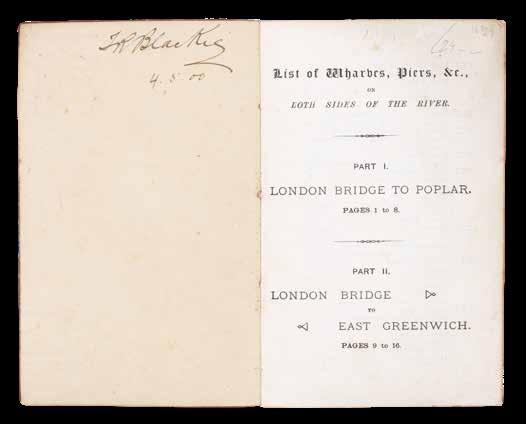 4. 5. 00
List of Wharves, Piers, &c.,
ON
BOTH SIDES OF THE RIVER.
PART I.
LONDON BRIDGE TO POPLAR.
PAGES 1 to 8.
PART II.
LONDON BRIDGE
TO
EAST GREENWICH.
PAGES 9 to 16.